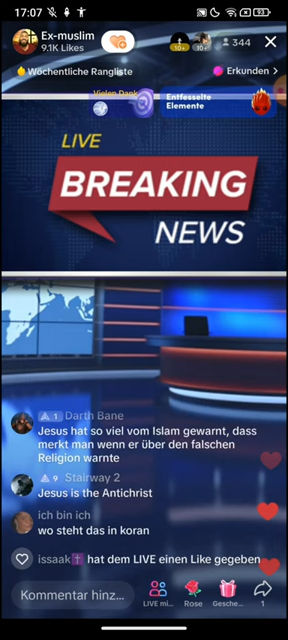 17:07
93
Ex-muslim
9.1K Likes
10+
10+
344
Wöchentliche Rangliste
Erkunden >
Vielen Dank
Entfesselte
Elemente
LIVE
BREAKING
NEWS
1 Darth Bane
Jesus hat so viel vom Islam gewarnt, dass
merkt man wenn er über den falschen
Religion warnte
9 Stairway 2
Jesus is the Antichrist
ich bin ich
wo steht das in koran
issaak✝️ hat dem LIVE einen Like gegeben
Kommentar hinz...
LIVE mi...
Rose
Gesche...
1